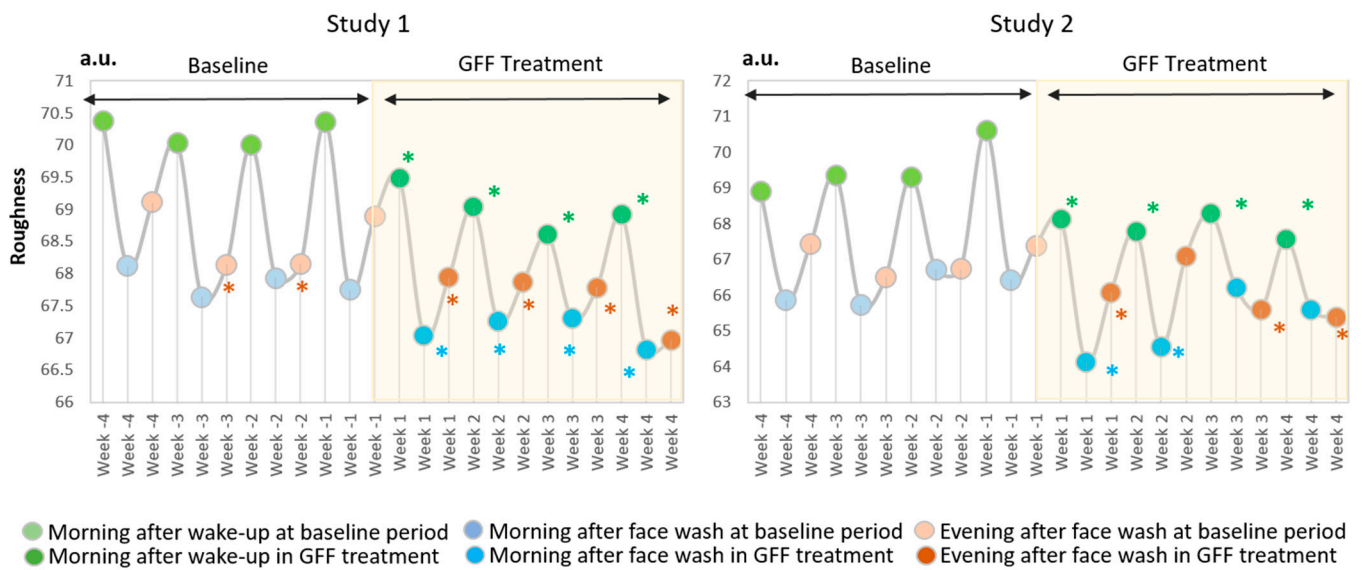 Study 1
Study 2
a.u.
Baseline
GFF Treatment
a.u.
Baseline
GFF Treatment
Roughness
71
70.5
70
69.5
69
68.5
68
67.5
67
66.5
66
72
71
70
69
68
67
66
65
64
63
Week -4
Week -4
Week -4
Week -3
Week -3
Week -3
Week -2
Week -2
Week -2
Week -1
Week -1
Week -1
Week 1
Week 1
Week 1
Week 2
Week 2
Week 2
Week 3
Week 3
Week 3
Week 4
Week 4
Week 4
Week -4
Week -4
Week -4
Week -3
Week -3
Week -3
Week -2
Week -2
Week -2
Week -1
Week -1
Week -1
Week 1
Week 1
Week 1
Week 2
Week 2
Week 2
Week 3
Week 3
Week 3
Week 4
Week 4
Week 4
Morning after wake-up at baseline period
Morning after face wash at baseline period
Evening after face wash at baseline period
Morning after wake-up in GFF treatment
Morning after face wash in GFF treatment
Evening after face wash in GFF treatment